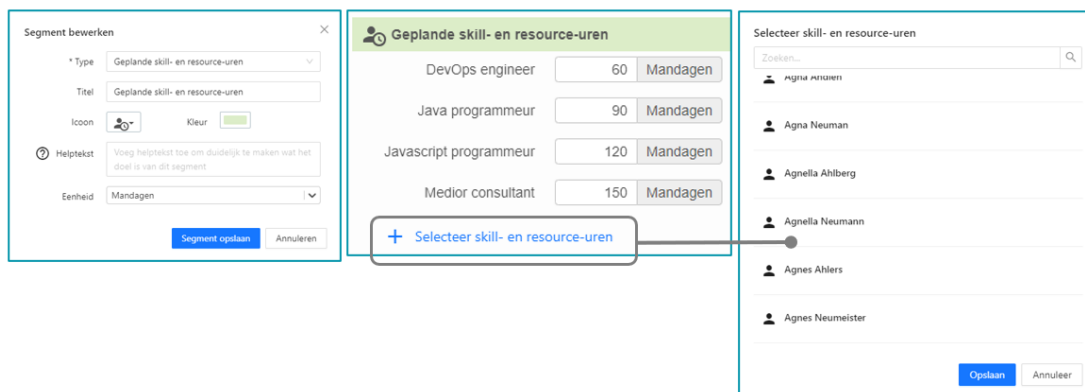 Segment bewerken
* Type Geplande skill- en resource-uren
Titel Geplande skill- en resource-uren
Icoon Kleur
Helptekst Voeg helptekst toe om duidelijk te maken wat het
doel is van dit segment
Eenheid Mandagen
Segment opslaan Annuleren
Geplande skill- en resource-uren
DevOps engineer 60 Mandagen
Java programmeur 90 Mandagen
Javascript programmeur 120 Mandagen
Medior consultant 150 Mandagen
+ Selecteer skill- en resource-uren
Selecteer skill- en resource-uren
Zoeken...
Agna
Agna Neuman
Agnella Ahlberg
Agnella Neumann
Agnes Ahlers
Agnes Neumeister
Opslaan Annuleer